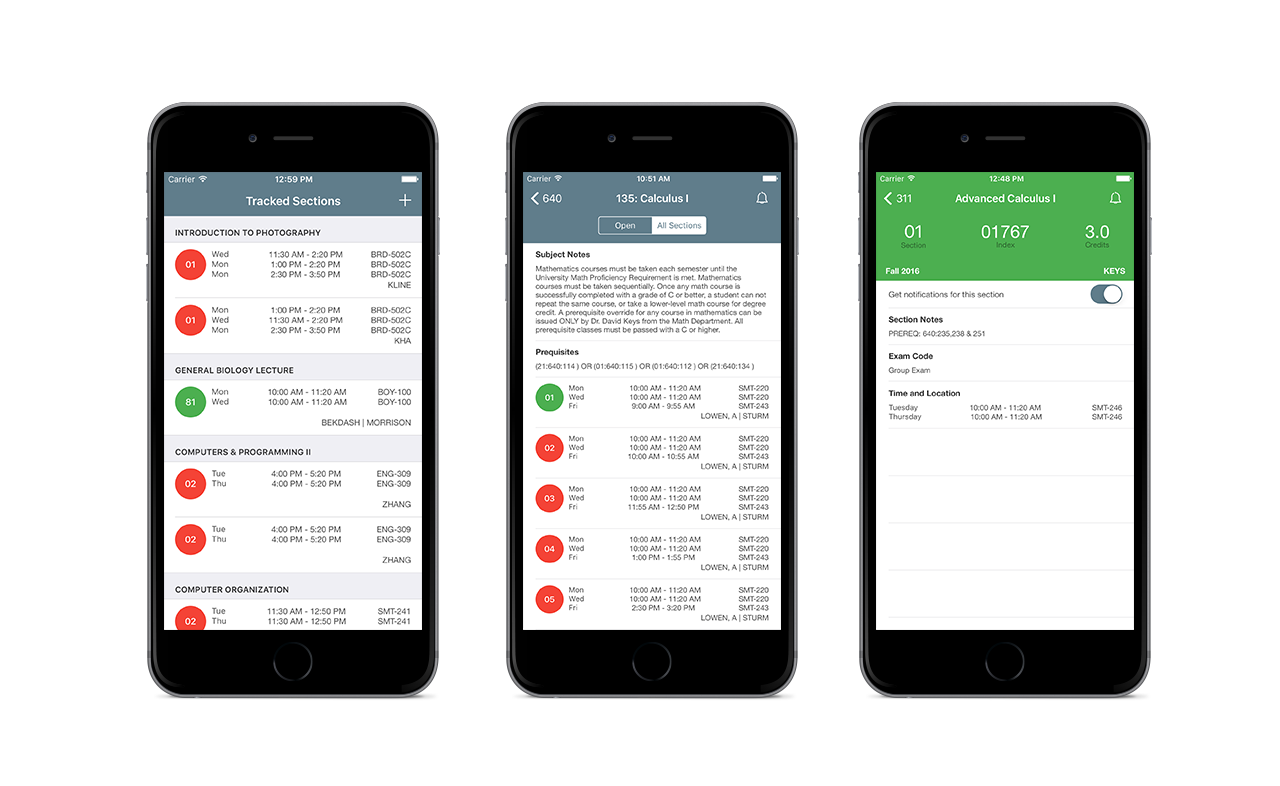 Carrier 12:59 PM
Tracked Sections +
INTRODUCTION TO PHOTOGRAPHY
01 Wed 11:30 AM - 2:20 PM BRD-502C
Mon 1:00 PM - 2:20 PM BRD-502C
Mon 2:30 PM - 3:50 PM BRD-502C
KLINE
01 Mon 1:00 PM - 2:20 PM BRD-502C
Wed 11:30 AM - 2:20 PM BRD-502C
Mon 2:30 PM - 3:50 PM BRD-502C
KHA
GENERAL BIOLOGY LECTURE
81 Mon 10:00 AM - 11:20 AM BOY-100
Wed 10:00 AM - 11:20 AM BOY-100
BEKDASH | MORRISON
COMPUTERS & PROGRAMMING II
02 Tue 4:00 PM - 5:20 PM ENG-309
Thu 4:00 PM - 5:20 PM ENG-309
ZHANG
02 Tue 4:00 PM - 5:20 PM ENG-309
Thu 4:00 PM - 5:20 PM ENG-309
ZHANG
COMPUTER ORGANIZATION
02 Tue 11:30 AM - 12:50 PM SMT-241
Thu 11:30 AM - 12:50 PM SMT-241
Carrier 10:51 AM
640 135: Calculus I
Open All Sections
Subject Notes
Mathematics courses must be taken each semester until the
University Math Proficiency Requirement is met. Mathematics
courses must be taken sequentially. Once any math course is
successfully completed with a grade of C or better, a student can not
repeat the same course, or take a lower-level math course for degree
credit. A prerequisite override for any course in mathematics can be
issued ONLY by Dr. David Keys from the Math Department. All
prerequisite classes must be passed with a C or higher.
Prequisites
(21:640:114 ) OR (01:640:115 ) OR (01:640:112 ) OR (21:640:134 )
01 Mon 10:00 AM - 11:20 AM SMT-220
Wed 10:00 AM - 11:20 AM SMT-220
Fri 9:00 AM - 9:55 AM SMT-243
LOWEN, A | STURM
02 Mon 10:00 AM - 11:20 AM SMT-220
Wed 10:00 AM - 11:20 AM SMT-220
Fri 10:00 AM - 10:55 AM SMT-243
LOWEN, A | STURM
03 Mon 10:00 AM - 11:20 AM SMT-220
Wed 10:00 AM - 11:20 AM SMT-220
Fri 11:55 AM - 12:50 PM SMT-243
LOWEN, A | STURM
04 Mon 10:00 AM - 11:20 AM SMT-220
Wed 10:00 AM - 11:20 AM SMT-220
Fri 1:00 PM - 1:55 PM SMT-243
LOWEN, A | STURM
05 Mon 10:00 AM - 11:20 AM SMT-220
Wed 10:00 AM - 11:20 AM SMT-220
Fri 2:30 PM - 3:20 PM SMT-243
LOWEN, A | STURM
Carrier 12:48 PM
311 Advanced Calculus I
01 01767 3.0
Section Index Credits
Fall 2016 KEYS
Get notifications for this section
Section Notes
PREREQ: 640:235,238 & 251
Exam Code
Group Exam
Time and Location
Tuesday 10:00 AM - 11:20 AM SMT-246
Thursday 10:00 AM - 11:20 AM SMT-246